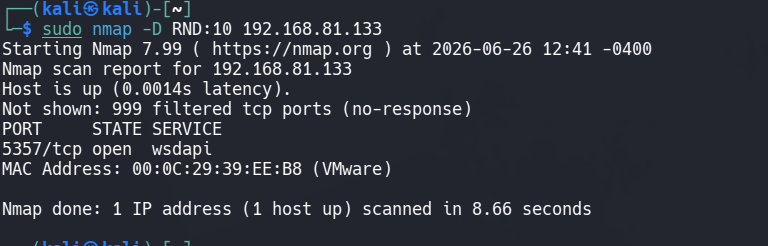 ┌──(kali㉿kali)-[~]
└─$ sudo nmap -D RND:10 192.168.81.133
Starting Nmap 7.99 ( https://nmap.org ) at 2026-06-26 12:41 -0400
Nmap scan report for 192.168.81.133
Host is up (0.0014s latency).
Not shown: 999 filtered tcp ports (no-response)
PORT     STATE SERVICE
5357/tcp open  wsdapi
MAC Address: 00:0C:29:39:EE:B8 (VMware)
Nmap done: 1 IP address (1 host up) scanned in 8.66 seconds